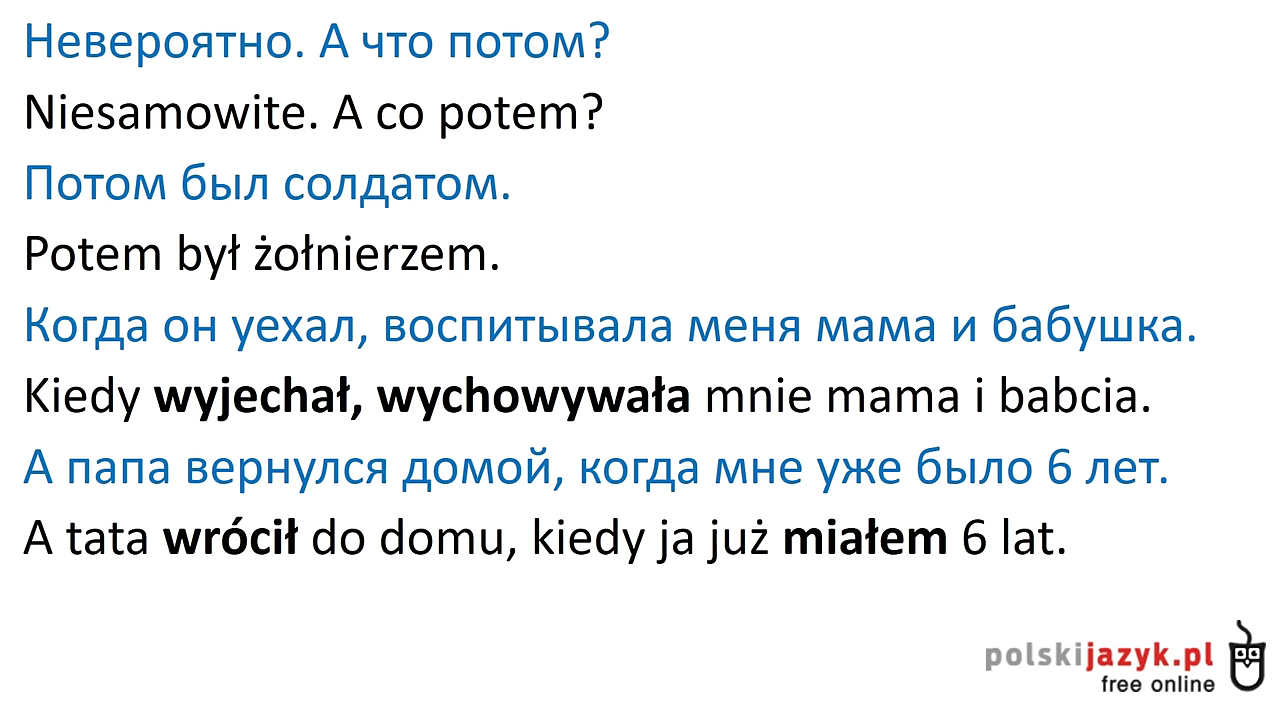 Невероятно. А что потом?
Niesamowite. A co potem?
Потом был солдатом.
Potem był żołnierzem.
Когда он уехал, воспитывала меня мама и бабушка.
Kiedy wyjechał, wychowywała mnie mama i babcia.
А папа вернулся домой, когда мне уже было 6 лет.
A tata wrócił do domu, kiedy ja już miałem 6 lat.
polskijazyk.pl
free online